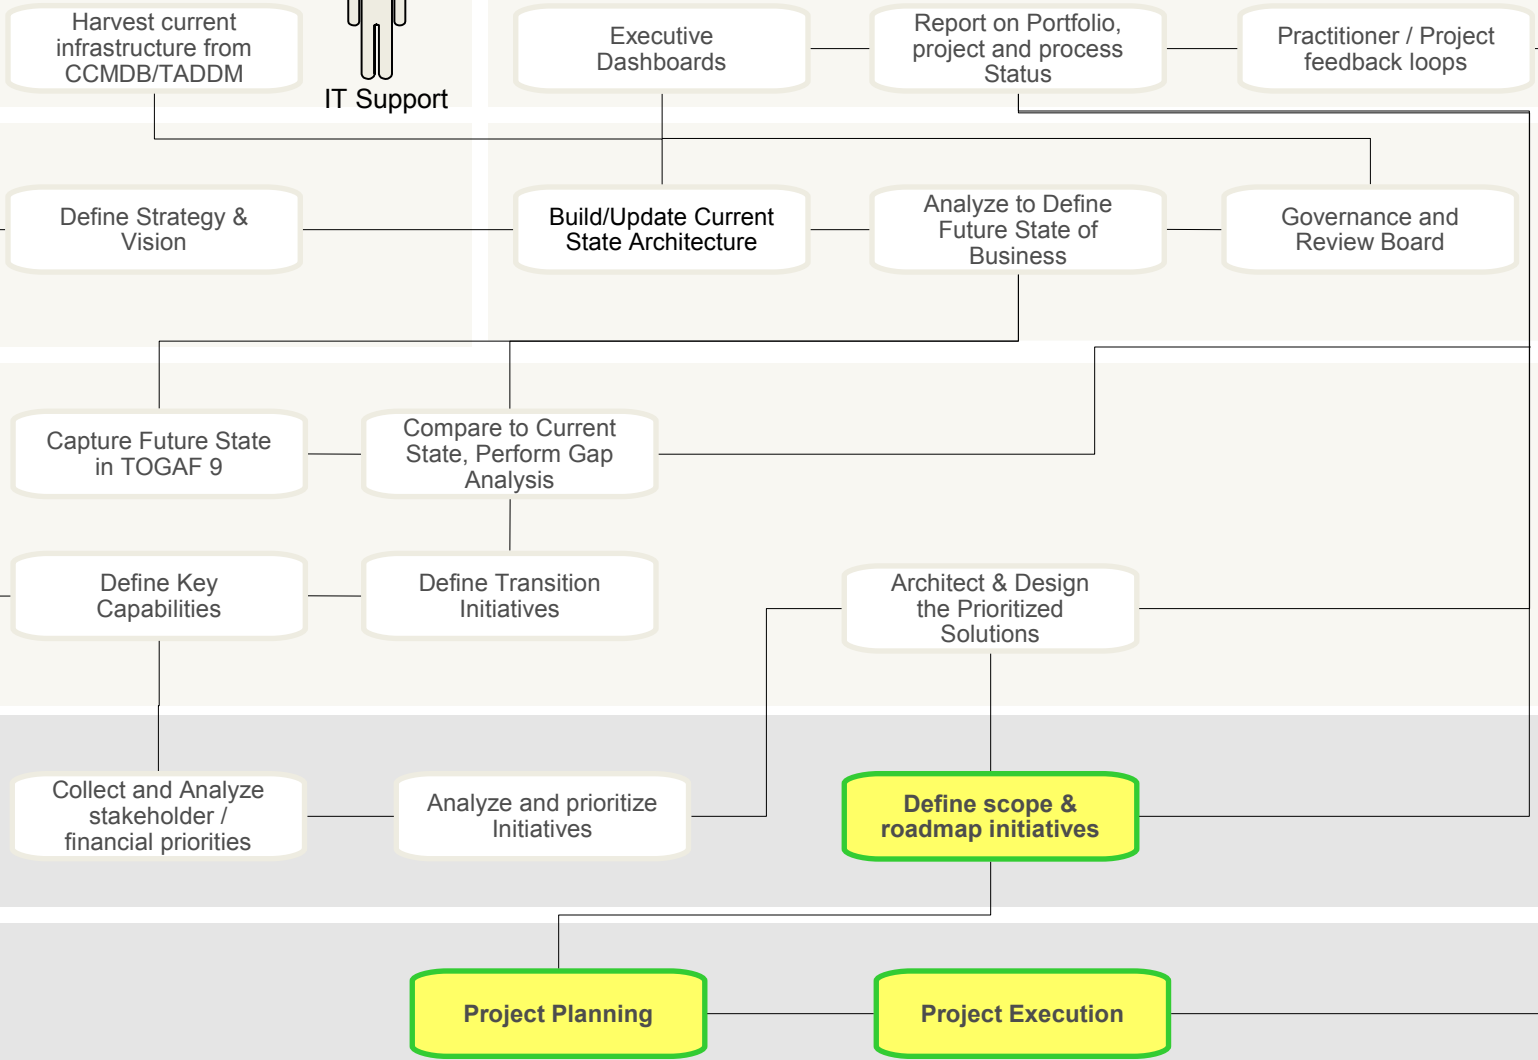 Harvest current
infrastructure from
CCMDB/TADDM
IT Support
Executive
Dashboards
Report on Portfolio,
project and process
Status
Practitioner / Project
feedback loops
Define Strategy &
Vision
Build/Update Current
State Architecture
Analyze to Define
Future State of
Business
Governance and
Review Board
Capture Future State
in TOGAF 9
Compare to Current
State, Perform Gap
Analysis
Define Key
Capabilities
Define Transition
Initiatives
Architect & Design
the Prioritized
Solutions
Collect and Analyze
stakeholder /
financial priorities
Analyze and prioritize
Initiatives
Define scope &
roadmap initiatives
Project Planning
Project Execution